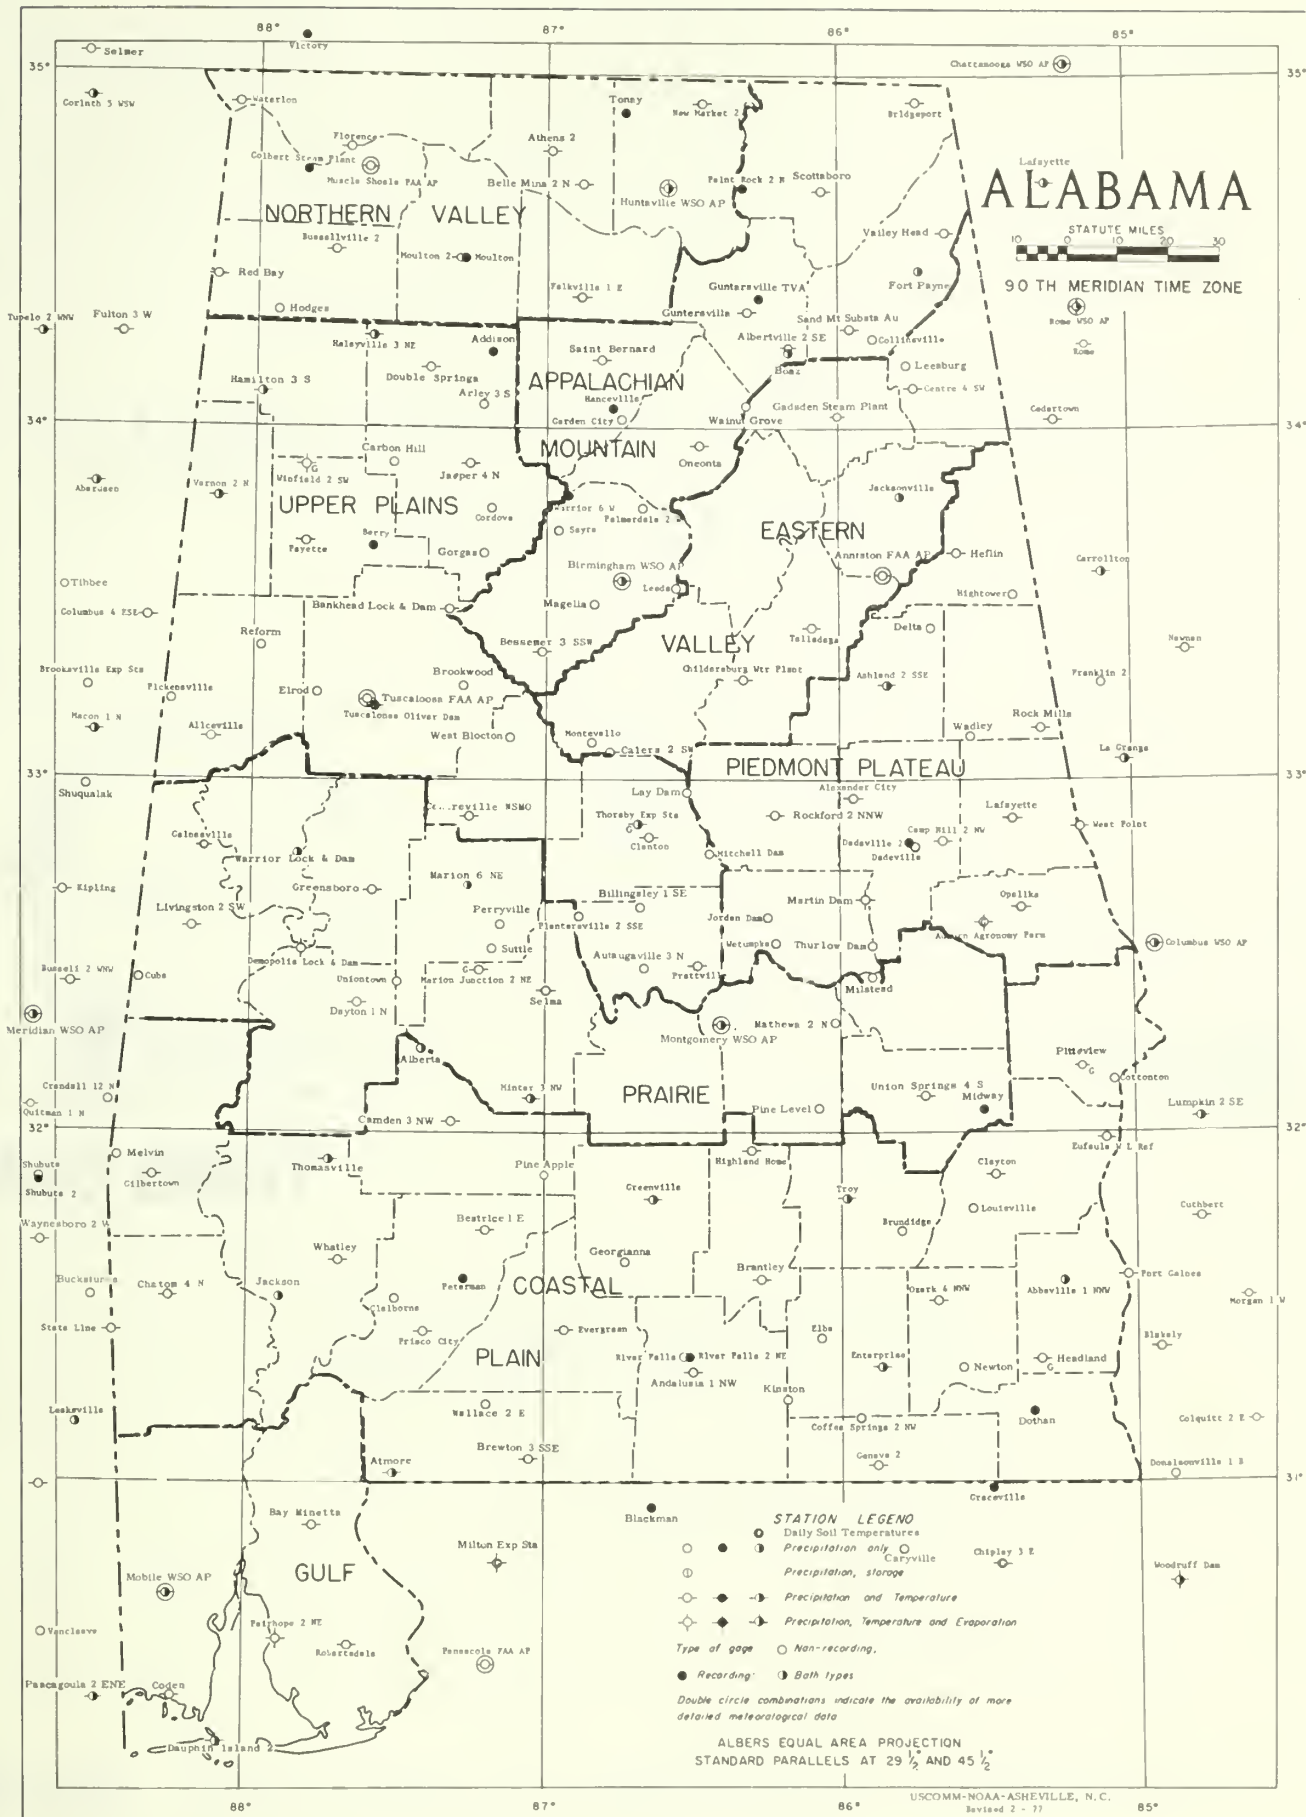 88°
87°
86°
85°
Victory
Selmer
35°
Chattanooga WSO AP
35°
Corinth 5 WSW
Waterloo
Toney
New Market 2
Bridgeport
Florence
Athens 2
Colbert Steam Plant
Muscle Shoals FAA AP
Belle Mina 2 N
Huntsville WSO AP
Paint Rock 2 N
Scottsboro
Lafayette
ALABAMA
NORTHERN VALLEY
STATUTE MILES
10 0 10 20 30
Valley Head
Russellville 2
Moulton 2
Moulton
90 TH MERIDIAN TIME ZONE
Red Bay
Fort Payne
Guntersville TVA
Falkville 1 E
Hodges
Guntersville
Rome WSO AP
Tupelo 2 WNW
Fulton 3 W
Sand Mt Substa Au
Haleyville 3 NE
Addison
Albertville 2 SE
Collinsville
Rome
Saint Bernard
Boaz
Double Springs
Leesburg
Hamilton 3 S
APPALACHIAN
Centre 4 SW
Arley 3 S
Hanceville
Garden City
Walnut Grove
Gadsden Steam Plant
Cedartown
34°
34°
MOUNTAIN
Carbon Hill
Oneonta
Jasper 4 N
G
Winfield 2 SW
Aberdeen
Vernon 2 N
Jacksonville
UPPER PLAINS
Cordova
Palmerdale 2 W
Sayre
EASTERN
Berry
Payette
Gorgas
Anniston FAA AP
Heflin
Carrollton
Birmingham WSO AP
Tibbee
Leeds
Hightower
Columbus 4 ESE
Bankhead Lock & Dam
Magella
Reform
Talladega
Delta
Newnan
Bessemer 3 SSW
VALLEY
Brooksville Exp Sta
Pickensville
Elrod
Brookwood
Childersburg Wtr Plant
Ashland 2 SSE
Franklin 2
Tuscaloosa FAA AP
Macon 1 N
Aliceville
Tuscaloosa Oliver Dam
West Blocton
Montevallo
Calera 2 SW
Wadley
Rock Mills
La Grange
33°
PIEDMONT PLATEAU
33°
Shuqualak
Lay Dam
Alexander City
Centreville WSMO
Thorsby Exp Sta
G
Rockford 2 NNW
Lafayette
West Point
Gainesville
Clanton
Camp Hill 2 NW
Dadeville 2
Dadeville
Warrior Lock & Dam
Mitchell Dam
Kipling
Greensboro
Marion 6 NE
Billingsley 1 SE
Martin Dam
Opelika
Livingston 2 SW
Perryville
Plantersville 2 SSE
Jordan Dam
Auburn Agronomy Farm
Suttle
Wetumpka
Thurlow Dam
Columbus WSO AP
Demopolis Lock & Dam
Autaugaville 3 N
Russell 2 WNW
Cuba
Uniontown
G
Marion Junction 2 NE
Prattville
Milstead
Dayton 1 N
Selma
Meridian WSO AP
Mathews 2 N
Montgomery WSO AP
Alberta
Pittsview
G
Crandall 12 N
Cottonton
Minter 3 NW
PRAIRIE
Union Springs 4 S
Quitman 1 N
Camden 3 NW
Pine Level
Midway
Lumpkin 2 SE
32°
32°
Melvin
Eufaula W L Ref
Shubuta
Thomasville
Highland Home
Gilbertown
Pine Apple
Clayton
Shubuta 2
Greenville
Troy
Cuthbert
Waynesboro 2 W
Beatrice 1 E
Brundidge
Louisville
Whatley
Georgiana
Buckatunna
Chatom 4 N
Jackson
Peterman
COASTAL
Brantley
Fort Gaines
Claiborne
Ozark 6 NNW
Abbeville 1 NNW
Morgan 1 W
State Line
Frisco City
Evergreen
Elba
Blakely
PLAIN
River Falls
River Falls 2 NE
Enterprise
Newton
Headland
G
Andalusia 1 NW
Kinston
Leakesville
Wallace 2 E
Dothan
Coffee Springs 2 NW
Colquitt 2 E
Brewton 3 SSE
Atmore
Geneva 2
Donalsonville 1 S
31°
Graceville
Bay Minette
Blackman
STATION LEGEND
Daily Soil Temperatures
Milton Exp Sta
Precipitation only
Caryville
Chipley 3 E
GULF
Precipitation, storage
Woodruff Dam
Mobile WSO AP
Precipitation and Temperature
Fairhope 2 NE
Precipitation, Temperature and Evaporation
Vancleave
Robertsdale
Pensacola FAA AP
Type of gage Non-recording,
Recording: Both types
Pascagoula 2 ENE
Coden
Double circle combinations indicate the availability of more
detailed meteorological data
Dauphin Island 2
ALBERS EQUAL AREA PROJECTION
STANDARD PARALLELS AT 29 ½° AND 45 ½°
USCOMM-NOAA-ASHEVILLE, N.C.
Revised 2 - 77
88°
87°
86°
85°